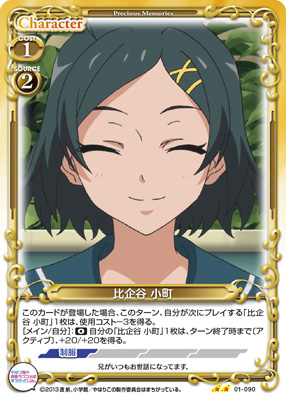 Precious Memories
Character
COST
1
SOURCE
2
比企谷 小町
このカードが登場した場合、このターン、自分が次にプレイする「比企
谷 小町」1枚は、使用コスト−3を得る。
[メイン/自分]:自分の「比企谷 小町」1枚は、ターン終了時まで{ア
クティブ}、+20/+20を得る。
制服
兄がいつもお世話になってます。
©2013 渡 航、小学館/やはりこの製作委員会はまちがっている。
01-090